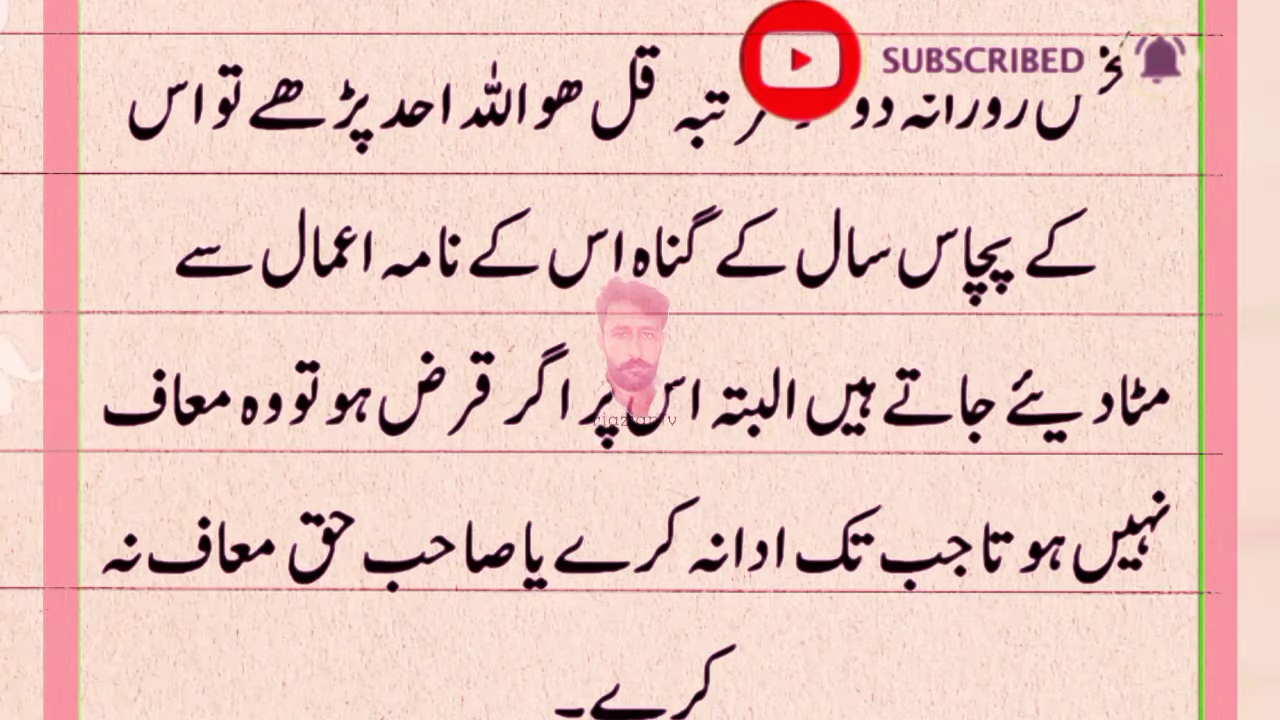 SUBSCRIBED
روزانہ دو مرتبہ قل ھو اللہ احد پڑھے تو اس
کے پچاس سال کے گناہ اس کے نامہ اعمال سے
مٹادیئے جاتے ہیں البتہ اس پر اگر قرض ہو تو وہ معاف
نہیں ہوتا جب تک ادا نہ کرے یا صاحب حق معاف نہ
کرے۔